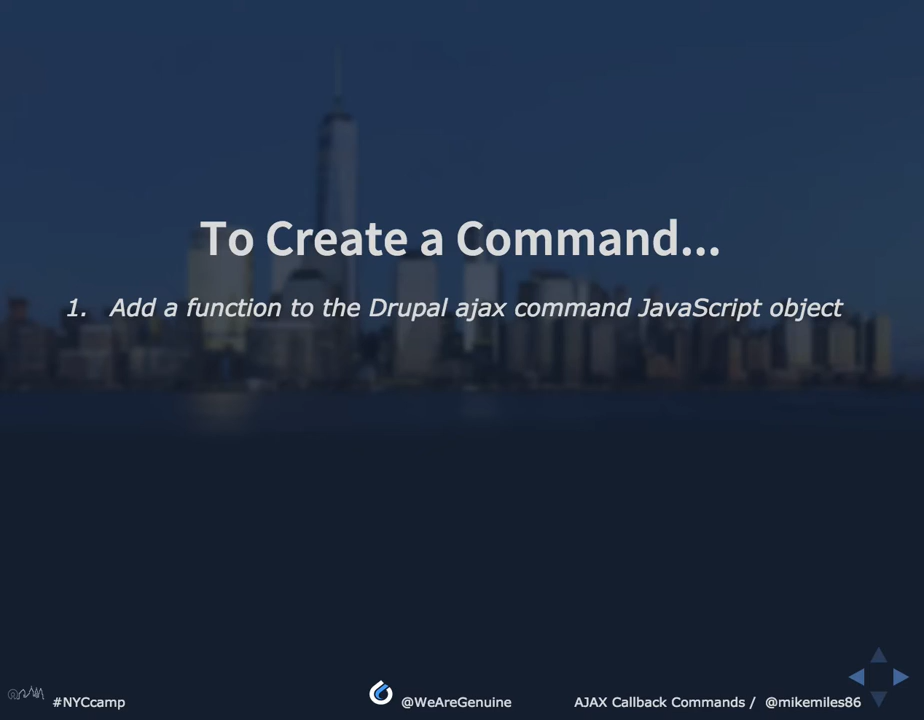 To Create a Command...
1. Add a function to the Drupal ajax command JavaScript object
#NYCcamp
@WeAreGenuine
AJAX Callback Commands / @mikemiles86